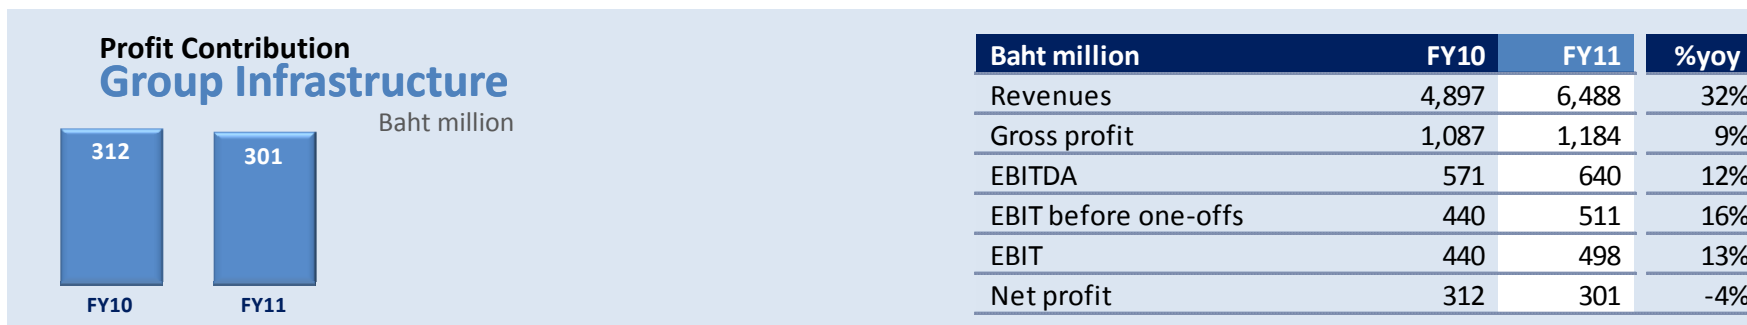 Profit Contribution
Group Infrastructure
Baht million
312 301
FY10 FY11
Baht million FY10 FY11 %yoy
Revenues 4,897 6,488 32%
Gross profit 1,087 1,184 9%
EBITDA 571 640 12%
EBIT before one-offs 440 511 16%
EBIT 440 498 13%
Net profit 312 301 -4%